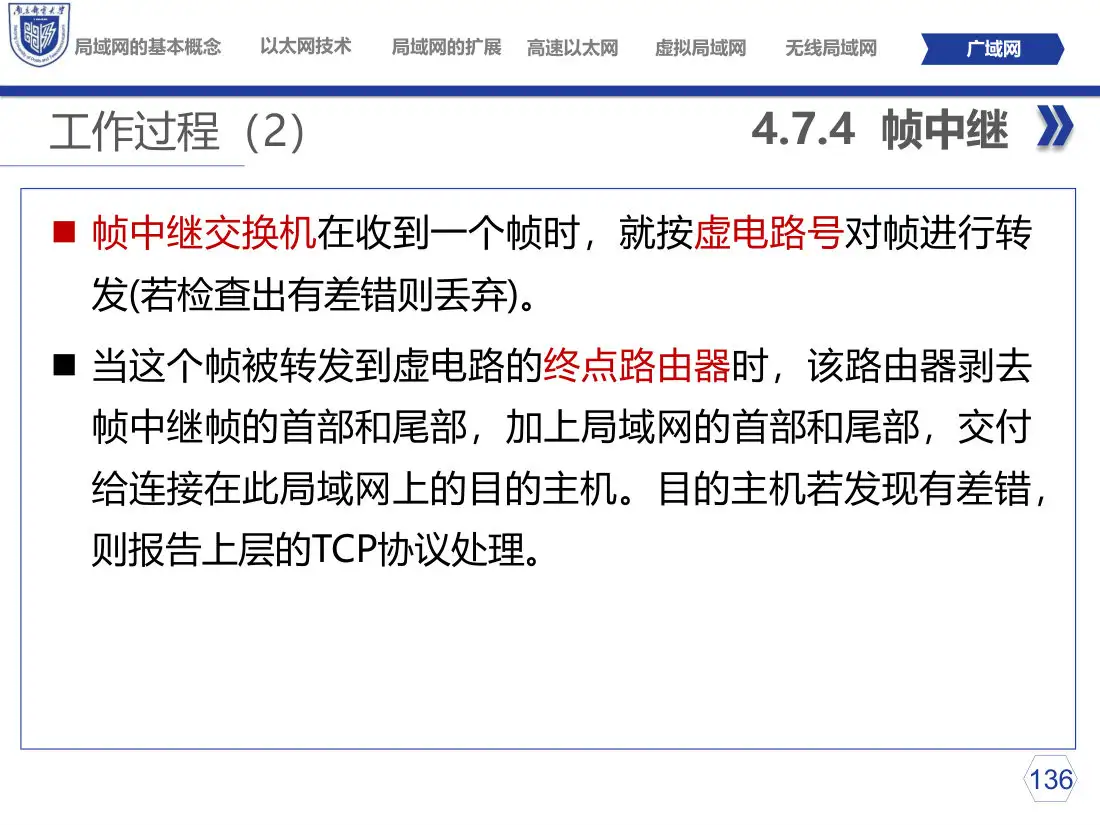 南京邮电大学
局域网的基本概念 以太网技术 局域网的扩展 高速以太网 虚拟局域网 无线局域网 广域网
工作过程（2）
4.7.4 帧中继
帧中继交换机在收到一个帧时，就按虚电路号对帧进行转
发(若检查出有差错则丢弃)。
当这个帧被转发到虚电路的终点路由器时，该路由器剥去
帧中继帧的首部和尾部，加上局域网的首部和尾部，交付
给连接在此局域网上的目的主机。目的主机若发现有差错，
则报告上层的TCP协议处理。
136